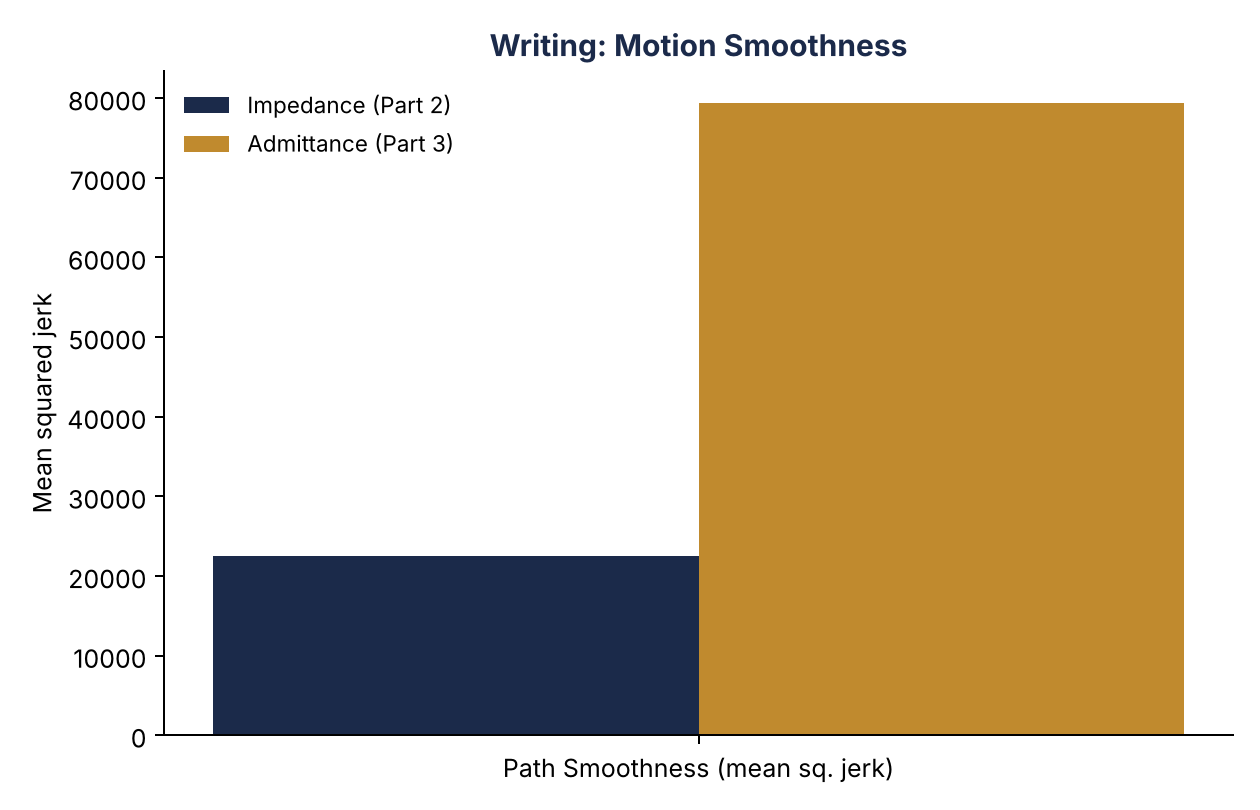 Writing: Motion Smoothness
Impedance (Part 2)
Admittance (Part 3)
80000
70000
60000
50000
40000
30000
20000
10000
0
Mean squared jerk
Path Smoothness (mean sq. jerk)